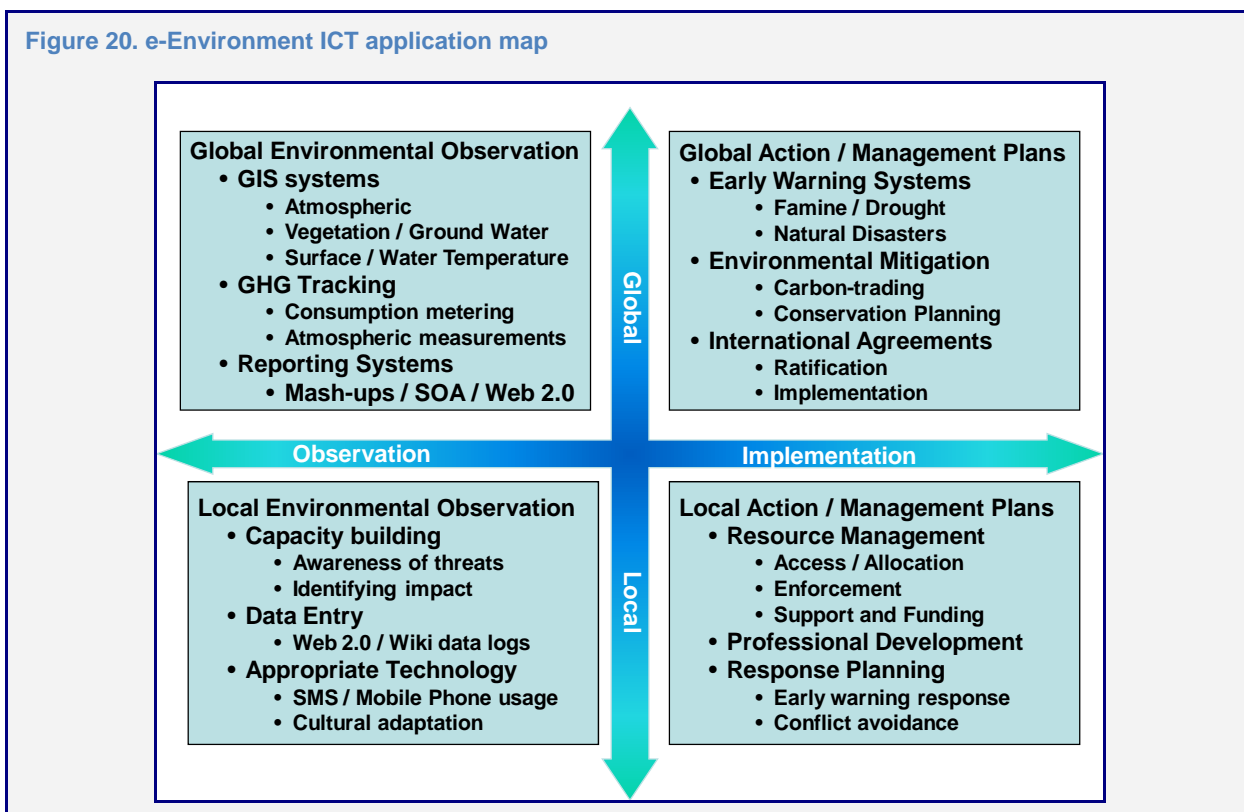 Figure 20. e-Environment ICT application map
Global Environmental Observation
• GIS systems
• Atmospheric
• Vegetation / Ground Water
• Surface / Water Temperature
• GHG Tracking
• Consumption metering
• Atmospheric measurements
• Reporting Systems
• Mash-ups / SOA / Web 2.0
Global Action / Management Plans
• Early Warning Systems
• Famine / Drought
• Natural Disasters
• Environmental Mitigation
• Carbon-trading
• Conservation Planning
• International Agreements
• Ratification
• Implementation
Global
Observation
Implementation
Local
Local Environmental Observation
• Capacity building
• Awareness of threats
• Identifying impact
• Data Entry
• Web 2.0 / Wiki data logs
• Appropriate Technology
• SMS / Mobile Phone usage
• Cultural adaptation
Local Action / Management Plans
• Resource Management
• Access / Allocation
• Enforcement
• Support and Funding
• Professional Development
• Response Planning
• Early warning response
• Conflict avoidance